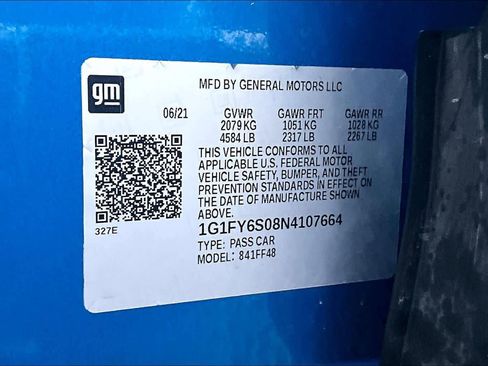 gm
MFD BY GENERAL MOTORS LLC
06/21 GVWR GAWR FRT GAWR RR
2079 KG 1051 KG 1028 KG
4584 LB 2317 LB 2267 LB
THIS VEHICLE CONFORMS TO ALL
APPLICABLE U.S. FEDERAL MOTOR
VEHICLE SAFETY, BUMPER, AND THEFT
PREVENTION STANDARDS IN EFFECT ON
THE DATE OF MANUFACTURE SHOWN
ABOVE.
327E
1G1FY6S08N4107664
TYPE: PASS CAR
MODEL: 841FF48